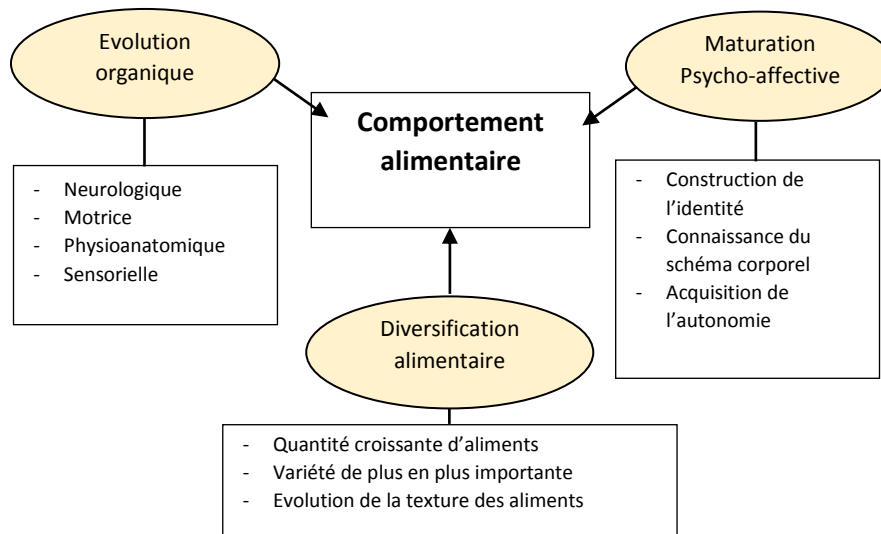 Evolution
organique
Maturation
Psycho-affective
Comportement
alimentaire
- Neurologique
- Motrice
- Physioanatomique
- Sensorielle
- Construction de
l’identité
- Connaissance du
schéma corporel
- Acquisition de
l’autonomie
Diversification
alimentaire
- Quantité croissante d’aliments
- Variété de plus en plus importante
- Evolution de la texture des aliments